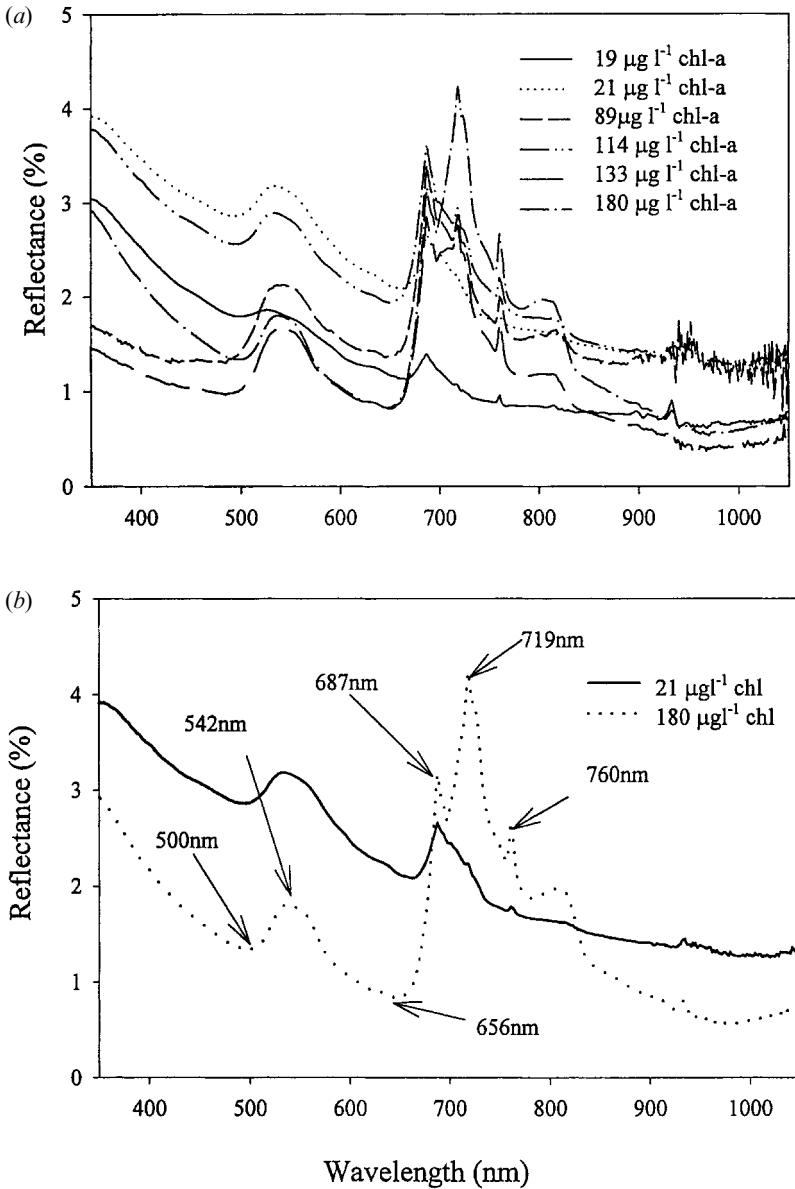 (a)
5
4
3
2
1
0
Reflectance (%)
19 µg l⁻¹ chl-a
21 µg l⁻¹ chl-a
89µg l⁻¹ chl-a
114 µg l⁻¹ chl-a
133 µg l⁻¹ chl-a
180 µg l⁻¹ chl-a
400 500 600 700 800 900 1000
(b)
5
4
3
2
1
0
Reflectance (%)
719nm
687nm
21 µgl⁻¹ chl
180 µgl⁻¹ chl
542nm
760nm
500nm
656nm
400 500 600 700 800 900 1000
Wavelength (nm)